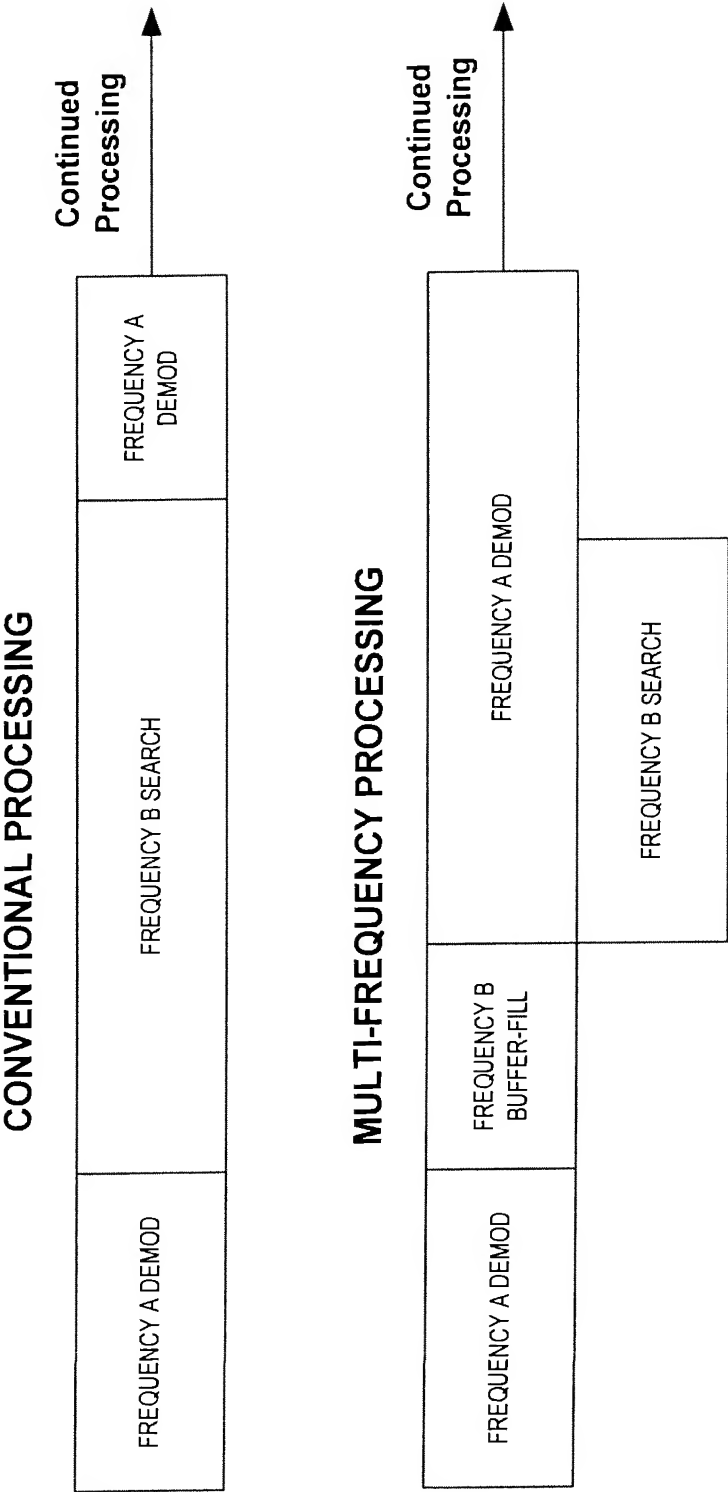 CONVENTIONAL PROCESSING
FREQUENCY A DEMOD
FREQUENCY B SEARCH
FREQUENCY A
DEMOD
Continued
Processing
MULTI-FREQUENCY PROCESSING
FREQUENCY A DEMOD
FREQUENCY B
BUFFER-FILL
FREQUENCY A DEMOD
Continued
Processing
FREQUENCY B SEARCH